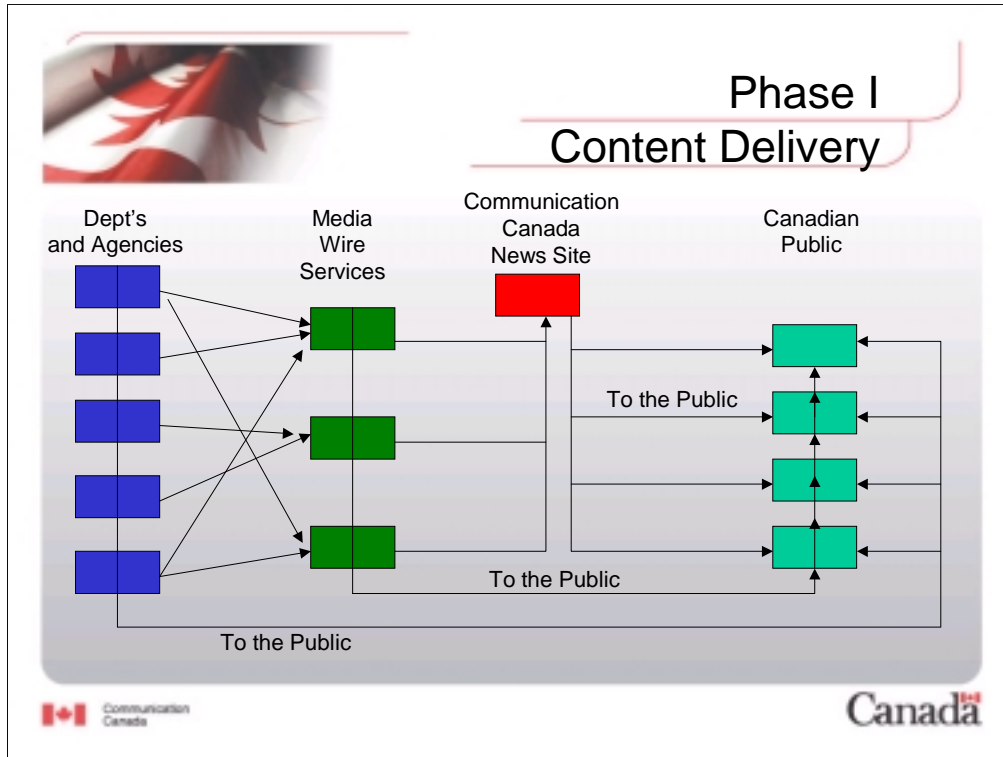 Phase I
Content Delivery
Dept's
and Agencies
Media
Wire
Services
Communication
Canada
News Site
Canadian
Public
To the Public
To the Public
To the Public
Communication
Canada
Canada